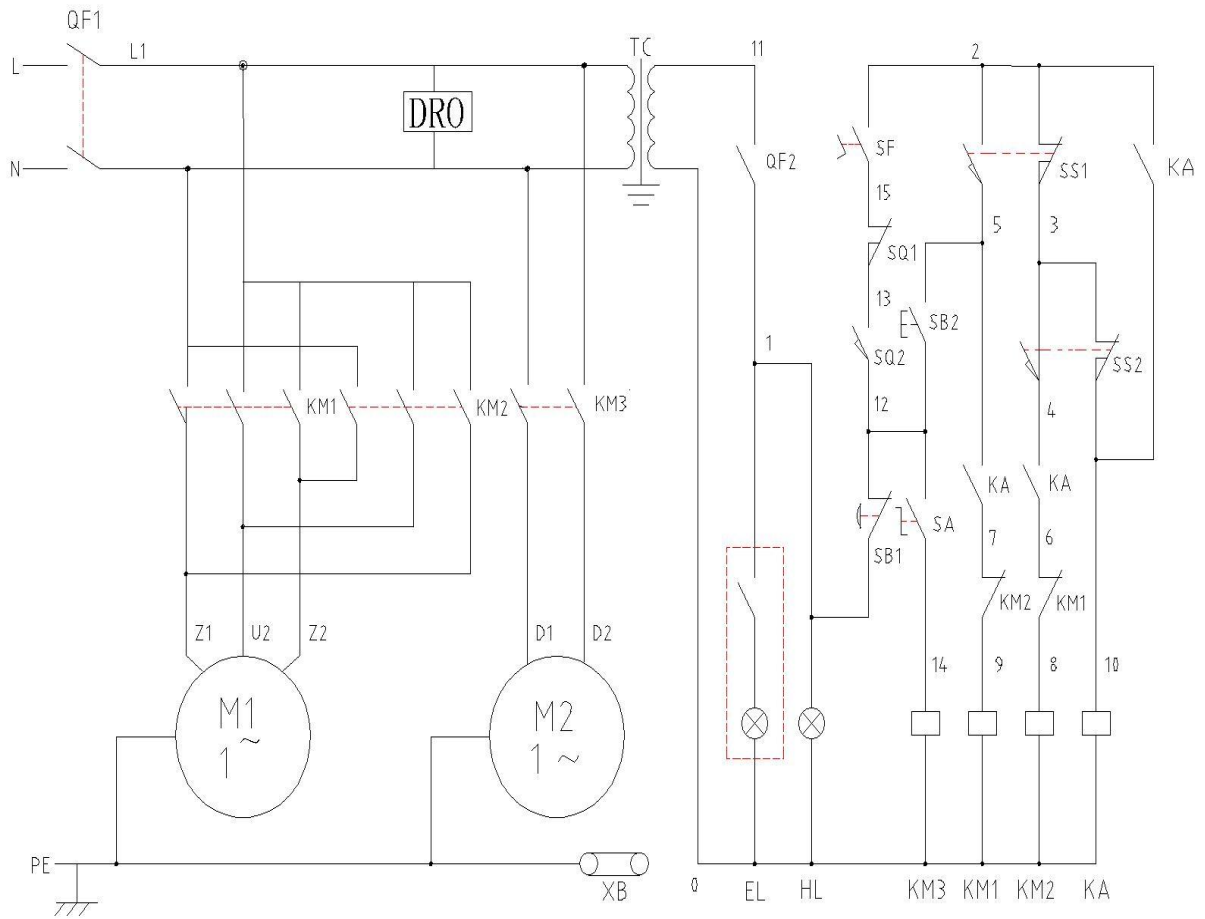 QF1
L
L1
TC
11
2
DRO
N
QF2
SF
SS1
KA
15
5
3
SQ1
13
SB2
1
SQ2
SS2
12
4
KM1
KM2
KM3
KA
KA
SA
SB1
7
6
KM2
KM1
Z1
U2
Z2
D1
D2
14
9
8
10
M1
1~
M2
1~
PE
XB
0
EL
HL
KM3
KM1
KM2
KA